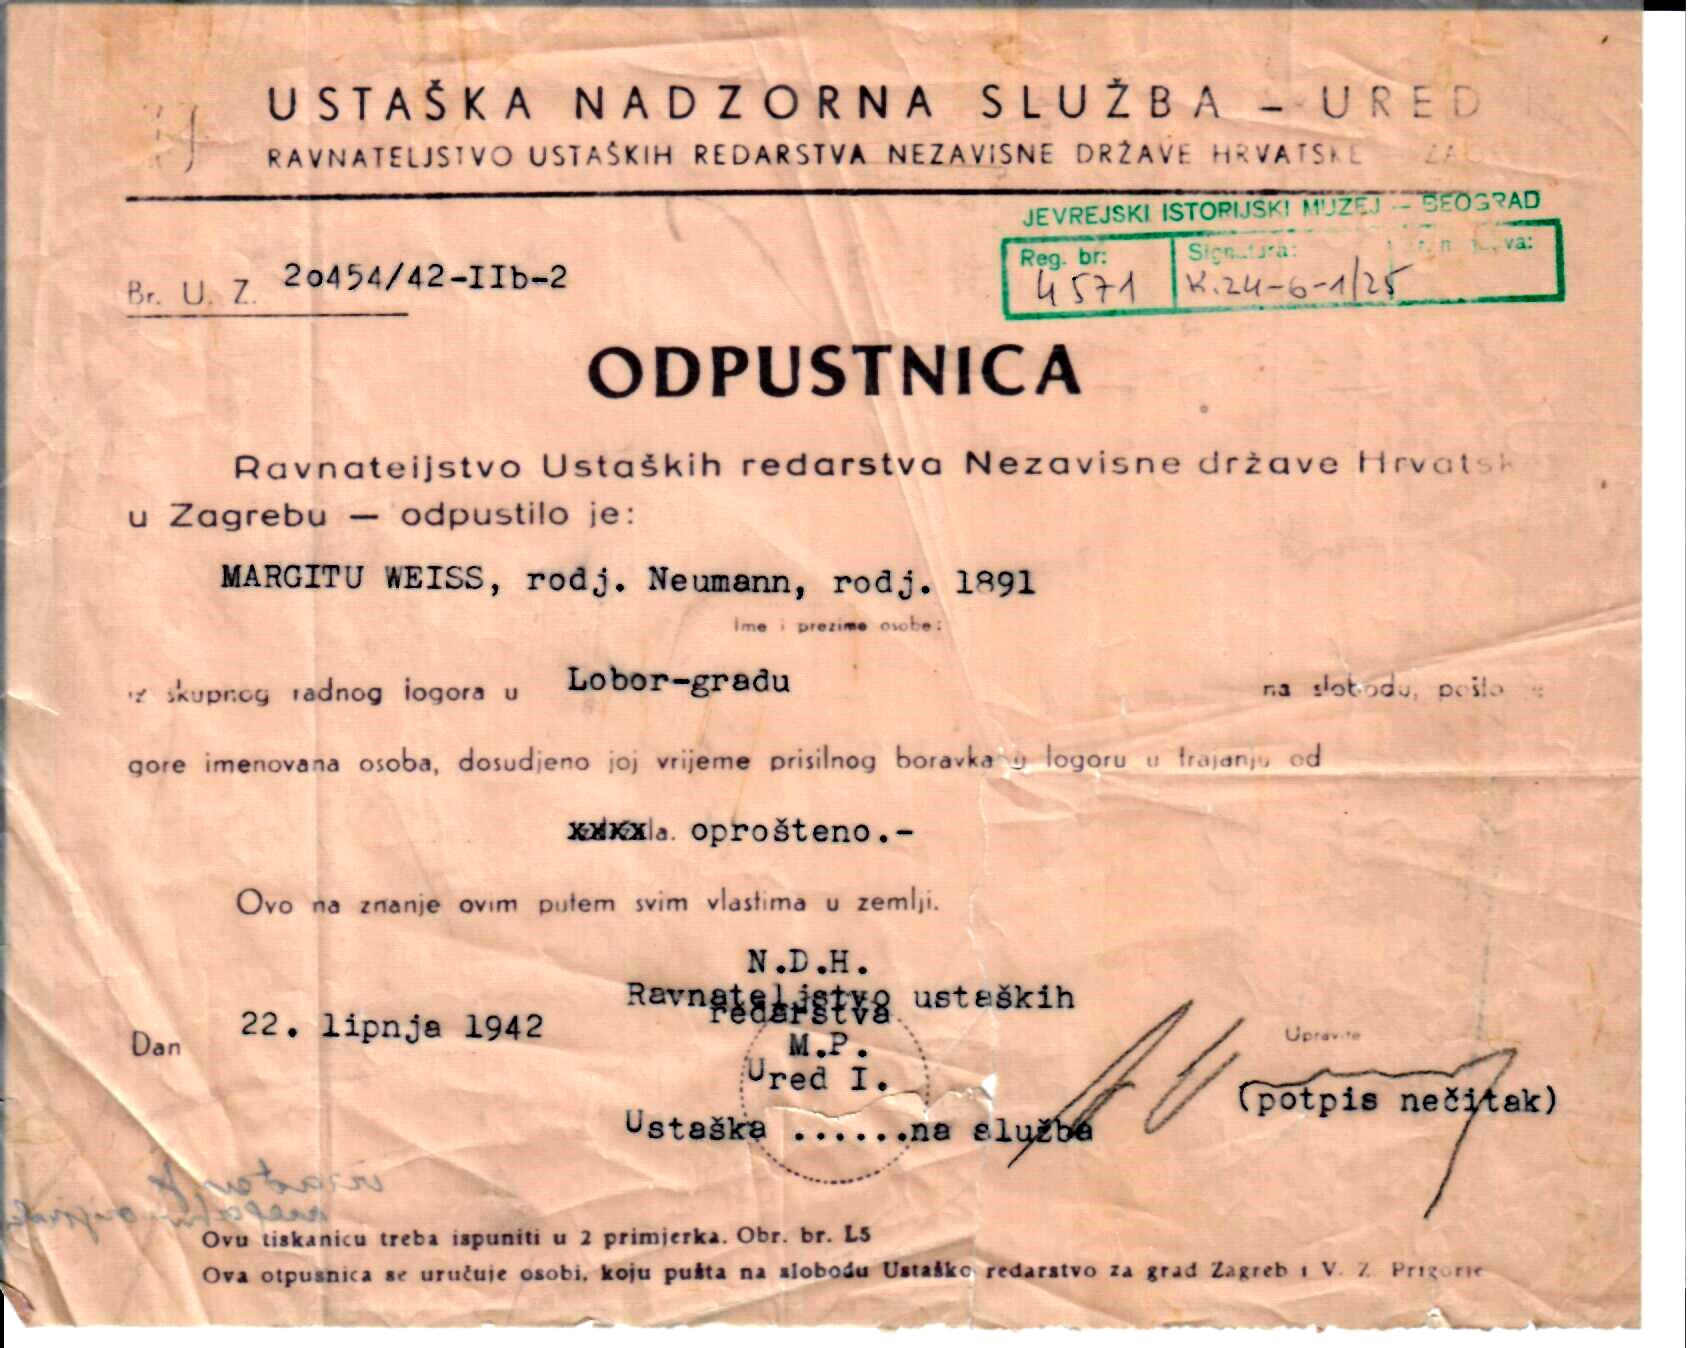 USTAŠKA NADZORNA SLUŽBA – URED
RAVNATELJSTVO USTAŠKIH REDARSTVA NEZAVISNE DRŽAVE HRVATSKE
JEVREJSKI ISTORIJSKI MUZEJ – BEOGRAD
Reg. br: Signatura:
4571 K.24-6-1/25
Br. U. Z. 20454/42-IIb-2
ODPUSTNICA
Ravnateljstvo Ustaških redarstva Nezavisne države Hrvatsk
u Zagrebu — odpustilo je:
MARGITU WEISS, rodj. Neumann, rodj. 1891
Ime i prezime osobe:
iz skupnog radnog logora u Lobor-gradu na slobodu, pošto je
gore imenovana osoba, dosudjeno joj vrijeme prisilnog boravka u logoru u trajanju od
xxxxla. oprošteno.-
Ovo na znanje ovim putem svim vlastima u zemlji.
N.D.H.
Ravnateljstvo ustaških
redarstva
Dan 22. lipnja 1942
M.P.
Upravite
Ured I.
(potpis nečitak)
Ustaška ......na služba
Ovu tiskanicu treba ispuniti u 2 primjerka. Obr. br. L5
Ova otpusnica se uručuje osobi, koju pušta na slobodu Ustaško redarstvo za grad Zagreb i V. Z. Prigorje